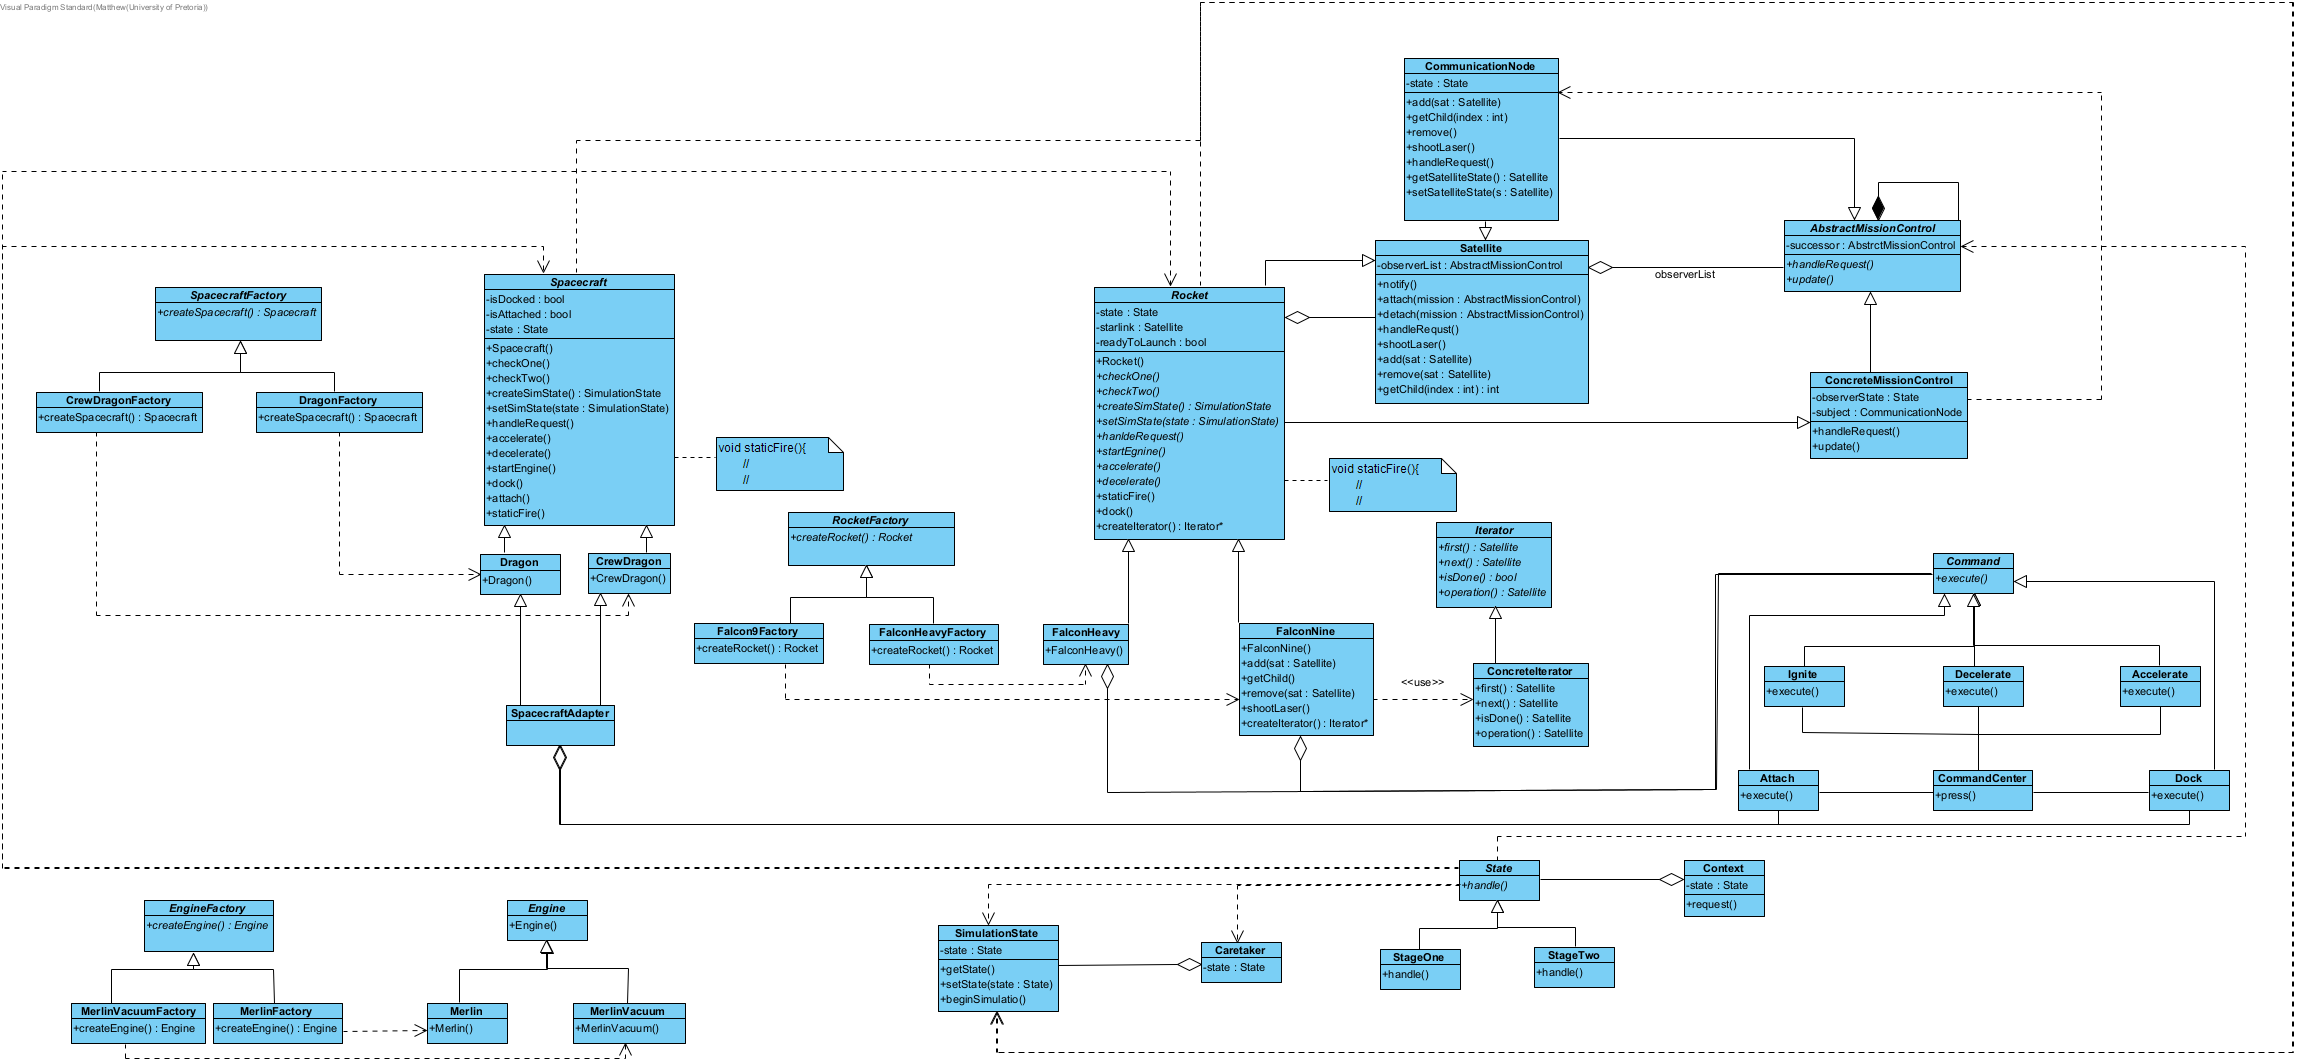 Visual Paradigm Standard(Matthew(University of Pretoria))
CommunicationNode
-state : State
+add(sat : Satellite)
+getChild(index : int)
+remove()
+shootLaser()
+handleRequest()
+getSatelliteState() : Satellite
+setSatelliteState(s : Satellite)
AbstractMissionControl
-successor : AbstrctMissionControl
+handleRequest()
+update()
Satellite
-observerList : AbstractMissionControl
+notify()
+attach(mission : AbstractMissionControl)
+detach(mission : AbstractMissionControl)
+handleRequst()
+shootLaser()
+add(sat : Satellite)
+remove(sat : Satellite)
+getChild(index : int) : int
observerList
ConcreteMissionControl
-observerState : State
-subject : CommunicationNode
+handleRequest()
+update()
Spacecraft
-isDocked : bool
-isAttached : bool
-state : State
+Spacecraft()
+checkOne()
+checkTwo()
+createSimState() : SimulationState
+setSimState(state : SimulationState)
+handleRequest()
+accelerate()
+decelerate()
+startEngine()
+dock()
+attach()
+staticFire()
SpacecraftFactory
+createSpacecraft() : Spacecraft
CrewDragonFactory
+createSpacecraft() : Spacecraft
DragonFactory
+createSpacecraft() : Spacecraft
void staticFire(){
//
//
Rocket
-state : State
-starlink : Satellite
-readyToLaunch : bool
+Rocket()
+checkOne()
+checkTwo()
+createSimState() : SimulationState
+setSimState(state : SimulationState)
+hanldeRequest()
+startEgnine()
+accelerate()
+decelerate()
+staticFire()
+dock()
+createIterator() : Iterator*
void staticFire(){
//
//
Dragon
+Dragon()
CrewDragon
+CrewDragon()
RocketFactory
+createRocket() : Rocket
Falcon9Factory
+createRocket() : Rocket
FalconHeavyFactory
+createRocket() : Rocket
FalconHeavy
+FalconHeavy()
FalconNine
+FalconNine()
+add(sat : Satellite)
+getChild()
+remove(sat : Satellite)
+shootLaser()
+createIterator() : Iterator*
<<use>>
Iterator
+first() : Satellite
+next() : Satellite
+isDone() : bool
+operation() : Satellite
ConcreteIterator
+first() : Satellite
+next() : Satellite
+isDone() : Satellite
+operation() : Satellite
Command
+execute()
Ignite
+execute()
Decelerate
+execute()
Accelerate
+execute()
Attach
+execute()
CommandCenter
+press()
Dock
+execute()
SpacecraftAdapter
State
+handle()
Context
-state : State
+request()
SimulationState
-state : State
+getState()
+setState(state : State)
+beginSimulatio()
Caretaker
-state : State
StageOne
+handle()
StageTwo
+handle()
EngineFactory
+createEngine() : Engine
Engine
+Engine()
MerlinVacuumFactory
+createEngine() : Engine
MerlinFactory
+createEngine() : Engine
Merlin
+Merlin()
MerlinVacuum
+MerlinVacuum()